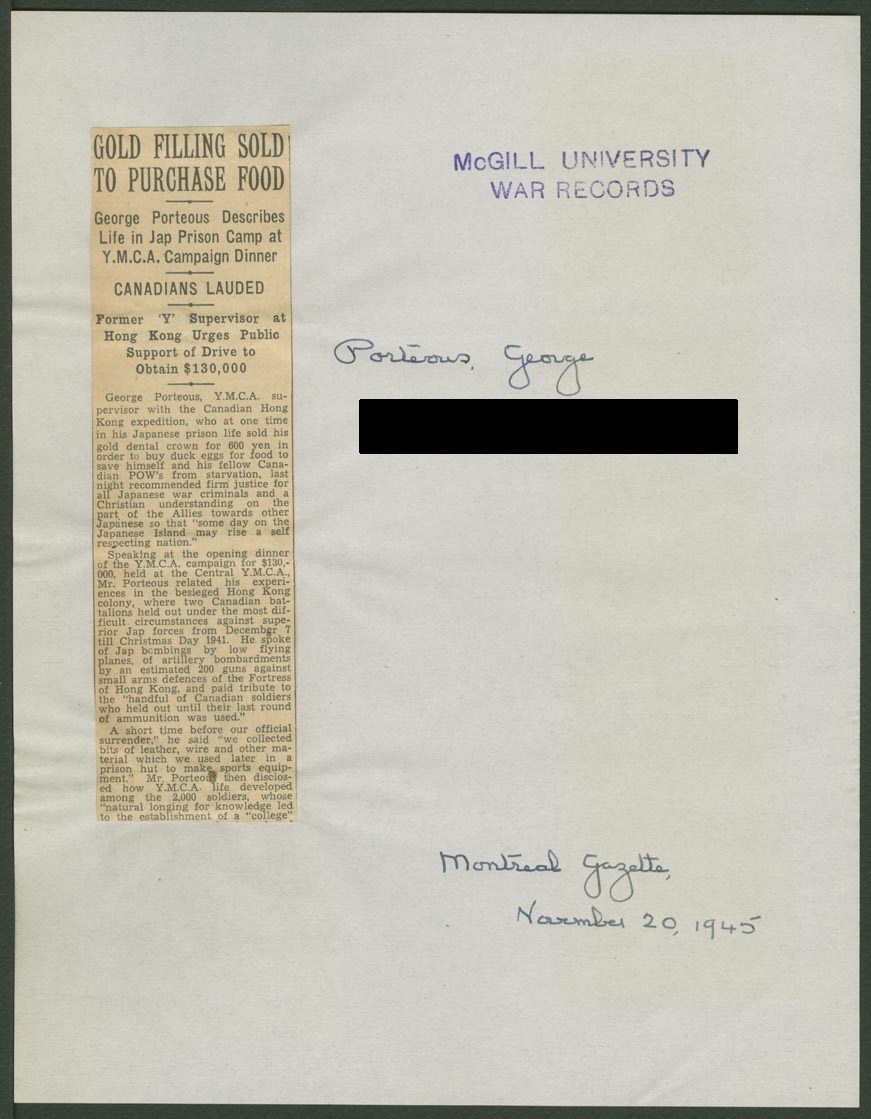 GOLD FILLING SOLD
TO PURCHASE FOOD
George Porteous Describes
Life in Jap Prison Camp at
Y.M.C.A. Campaign Dinner
CANADIANS LAUDED
Former 'Y' Supervisor at
Hong Kong Urges Public
Support of Drive to
Obtain $130,000
George Porteous, Y.M.C.A. su-
pervisor with the Canadian Hong
Kong expedition, who at one time
in his Japanese prison life sold his
gold dental crown for 600 yen in
order to buy duck eggs for food to
save himself and his fellow Cana-
dian POW's from starvation, last
night recommended firm justice for
all Japanese war criminals and a
Christian understanding on the
part of the Allies towards other
Japanese so that "some day on the
Japanese Island may rise a self
respecting nation."
Speaking at the opening dinner
of the Y.M.C.A. campaign for $130,-
000, held at the Central Y.M.C.A.,
Mr. Porteous related his experi-
ences in the besieged Hong Kong
colony, where two Canadian bat-
talions held out under the most dif-
ficult circumstances against supe-
rior Jap forces from December 7
till Christmas Day 1941. He spoke
of Jap bombings by low flying
planes, of artillery bombardments
by an estimated 200 guns against
small arms defences of the Fortress
of Hong Kong, and paid tribute to
the "handful of Canadian soldiers
who held out until their last round
of ammunition was used."
A short time before our official
surrender," he said "we collected
bits of leather, wire and other ma-
terial which we used later in a
prison hut to make sports equip-
ment." Mr. Porteous then disclos-
ed how Y.M.C.A. life developed
among the 2,000 soldiers, whose
"natural longing for knowledge led
to the establishment of a "college"
McGILL UNIVERSITY
WAR RECORDS
Porteous, George
Montreal Gazette,
November 20, 1945